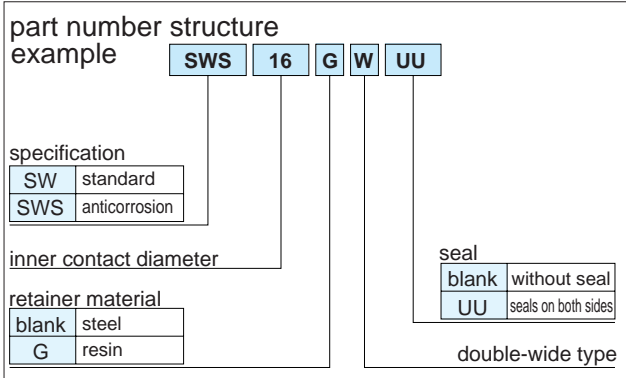 part number structure
example
SWS 16 G W UU
specification
SW standard
SWS anticorrosion
inner contact diameter
retainer material
blank steel
G resin
seal
blank without seal
UU seals on both sides
double-wide type